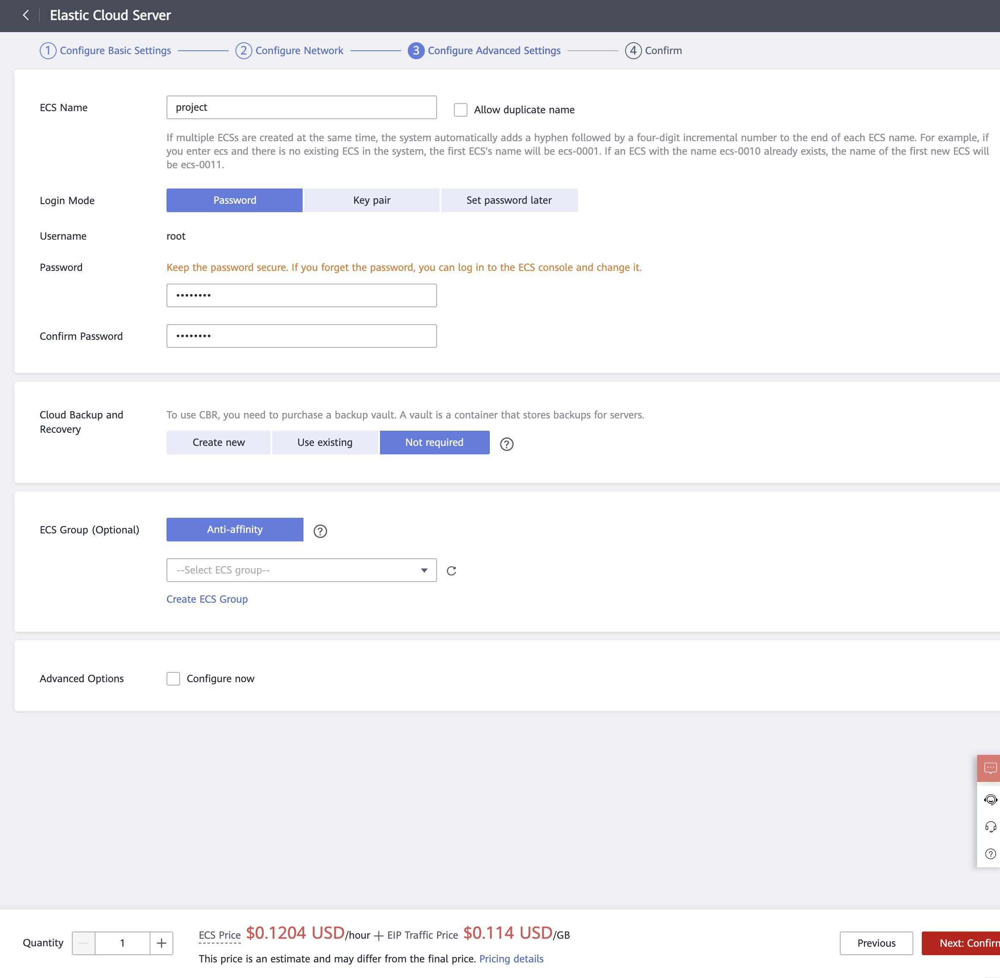 Elastic Cloud Server
1 Configure Basic Settings 2 Configure Network 3 Configure Advanced Settings 4 Confirm
ECS Name
project
Allow duplicate name
If multiple ECSs are created at the same time, the system automatically adds a hyphen followed by a four-digit incremental number to the end of each ECS name. For example, if
you enter ecs and there is no existing ECS in the system, the first ECS's name will be ecs-0001. If an ECS with the name ecs-0010 already exists, the name of the first new ECS will
be ecs-0011.
Login Mode
Password
Key pair
Set password later
Username
root
Password
Keep the password secure. If you forget the password, you can log in to the ECS console and change it.
••••••••
Confirm Password
••••••••
Cloud Backup and
Recovery
To use CBR, you need to purchase a backup vault. A vault is a container that stores backups for servers.
Create new
Use existing
Not required
?
ECS Group (Optional)
Anti-affinity
?
--Select ECS group--
Create ECS Group
Advanced Options
Configure now
?
Quantity
1
ECS Price $0.1204 USD/hour + EIP Traffic Price $0.114 USD/GB
This price is an estimate and may differ from the final price. Pricing details
Previous
Next: Confirm